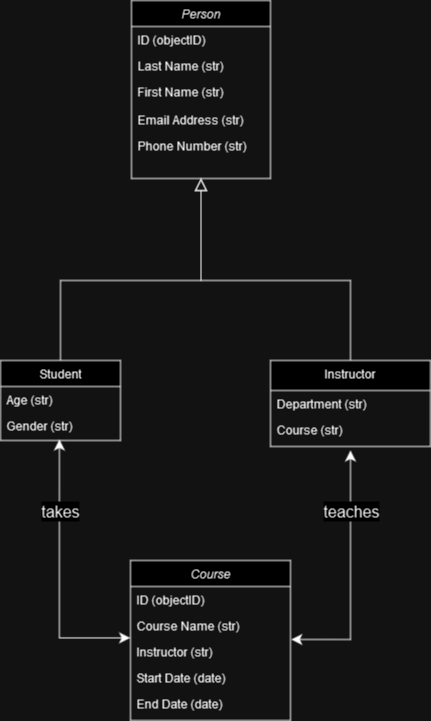 Person
ID (objectID)
Last Name (str)
First Name (str)
Email Address (str)
Phone Number (str)
Student
Age (str)
Gender (str)
Instructor
Department (str)
Course (str)
takes
teaches
Course
ID (objectID)
Course Name (str)
Instructor (str)
Start Date (date)
End Date (date)